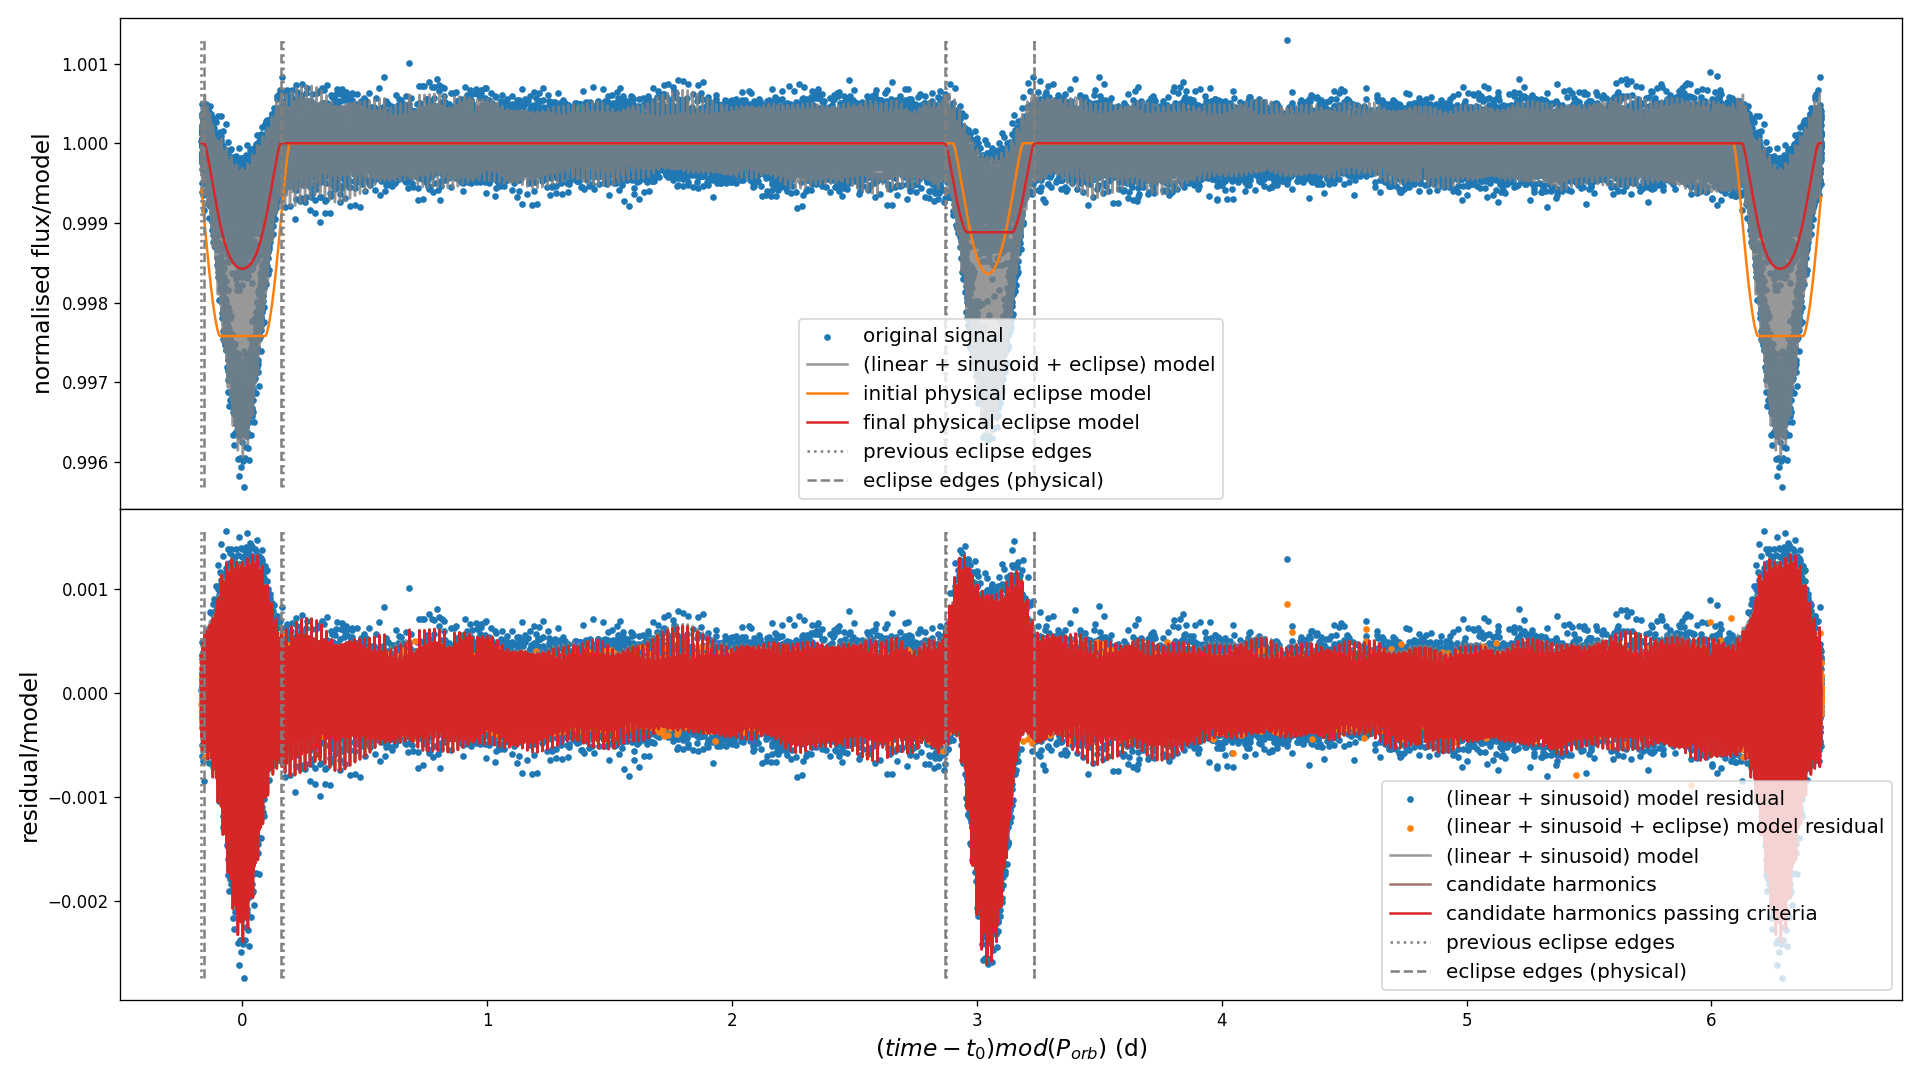 normalised flux/model
1.001
1.000
0.999
0.998
0.997
0.996
original signal
(linear + sinusoid + eclipse) model
initial physical eclipse model
final physical eclipse model
previous eclipse edges
eclipse edges (physical)
residual/model
0.001
0.000
−0.001
−0.002
(linear + sinusoid) model residual
(linear + sinusoid + eclipse) model residual
(linear + sinusoid) model
candidate harmonics
candidate harmonics passing criteria
previous eclipse edges
eclipse edges (physical)
0 1 2 3 4 5 6
(time − t₀)mod(Pₒᵣb) (d)